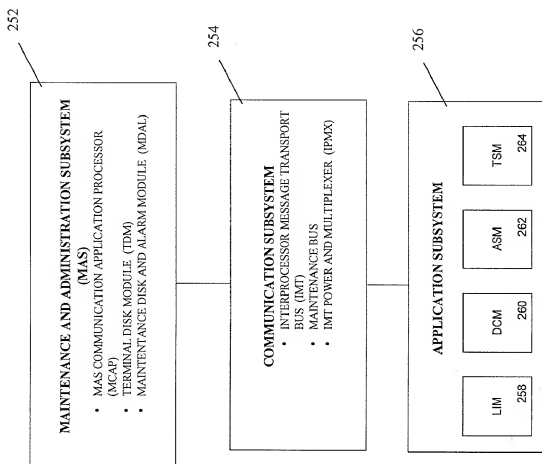 252
MAINTENANCE AND ADMINISTRATION SUBSYSTEM
(MAS)
• MAS COMMUNICATION APPLICATION PROCESSOR
(MCAP)
• TERMINAL DISK MODULE (TDM)
• MAINTENTANCE DISK AND ALARM MODULE (MDAL)
254
COMMUNICATION SUBSYSTEM
• INTERPROCESSOR MESSAGE TRANSPORT
BUS (IMT)
• MAINTENANCE BUS
• IMT POWER AND MULTIPLEXER (IPMX)
256
APPLICATION SUBSYSTEM
LIM
258
DCM
260
ASM
262
TSM
264